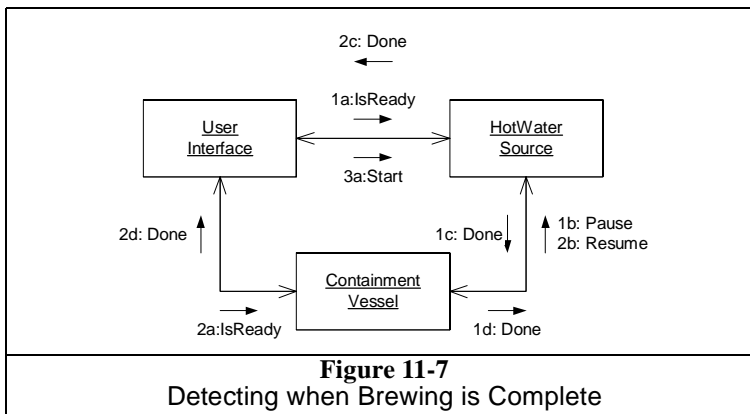 2c: Done
1a:IsReady
User
Interface
HotWater
Source
3a:Start
2d: Done
1c: Done
1b: Pause
2b: Resume
Containment
Vessel
2a:IsReady
1d: Done
Figure 11-7
Detecting when Brewing is Complete